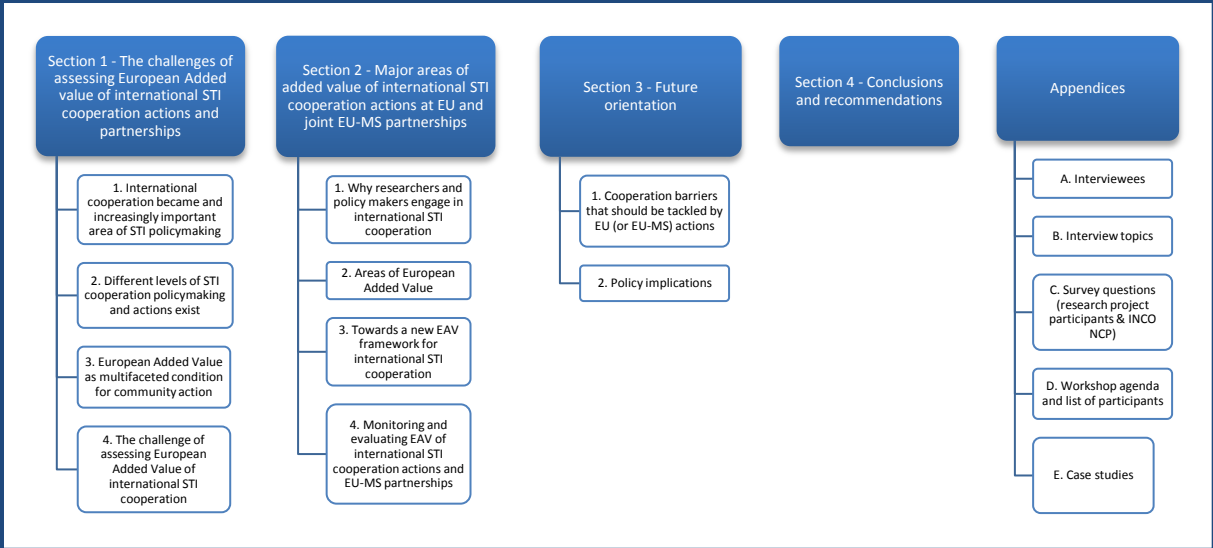 Section 1 - The challenges of
assessing European Added
value of international STI
cooperation actions and
partnerships
1. International
cooperation became and
increasingly important
area of STI policymaking
2. Different levels of STI
cooperation policymaking
and actions exist
3. European Added Value
as multifaceted condition
for community action
4. The challenge of
assessing European
Added Value of
international STI
cooperation
Section 2 - Major areas of
added value of international STI
cooperation actions at EU and
joint EU-MS partnerships
1. Why researchers and
policy makers engage in
international STI
cooperation
2. Areas of European
Added Value
3. Towards a new EAV
framework for
international STI
cooperation
4. Monitoring and
evaluating EAV of
international STI
cooperation actions and
EU-MS partnerships
Section 3 - Future
orientation
1. Cooperation barriers
that should be tackled by
EU (or EU-MS) actions
2. Policy implications
Section 4 - Conclusions
and recommendations
Appendices
A. Interviewees
B. Interview topics
C. Survey questions
(research project
participants & INCO
NCP)
D. Workshop agenda
and list of participants
E. Case studies